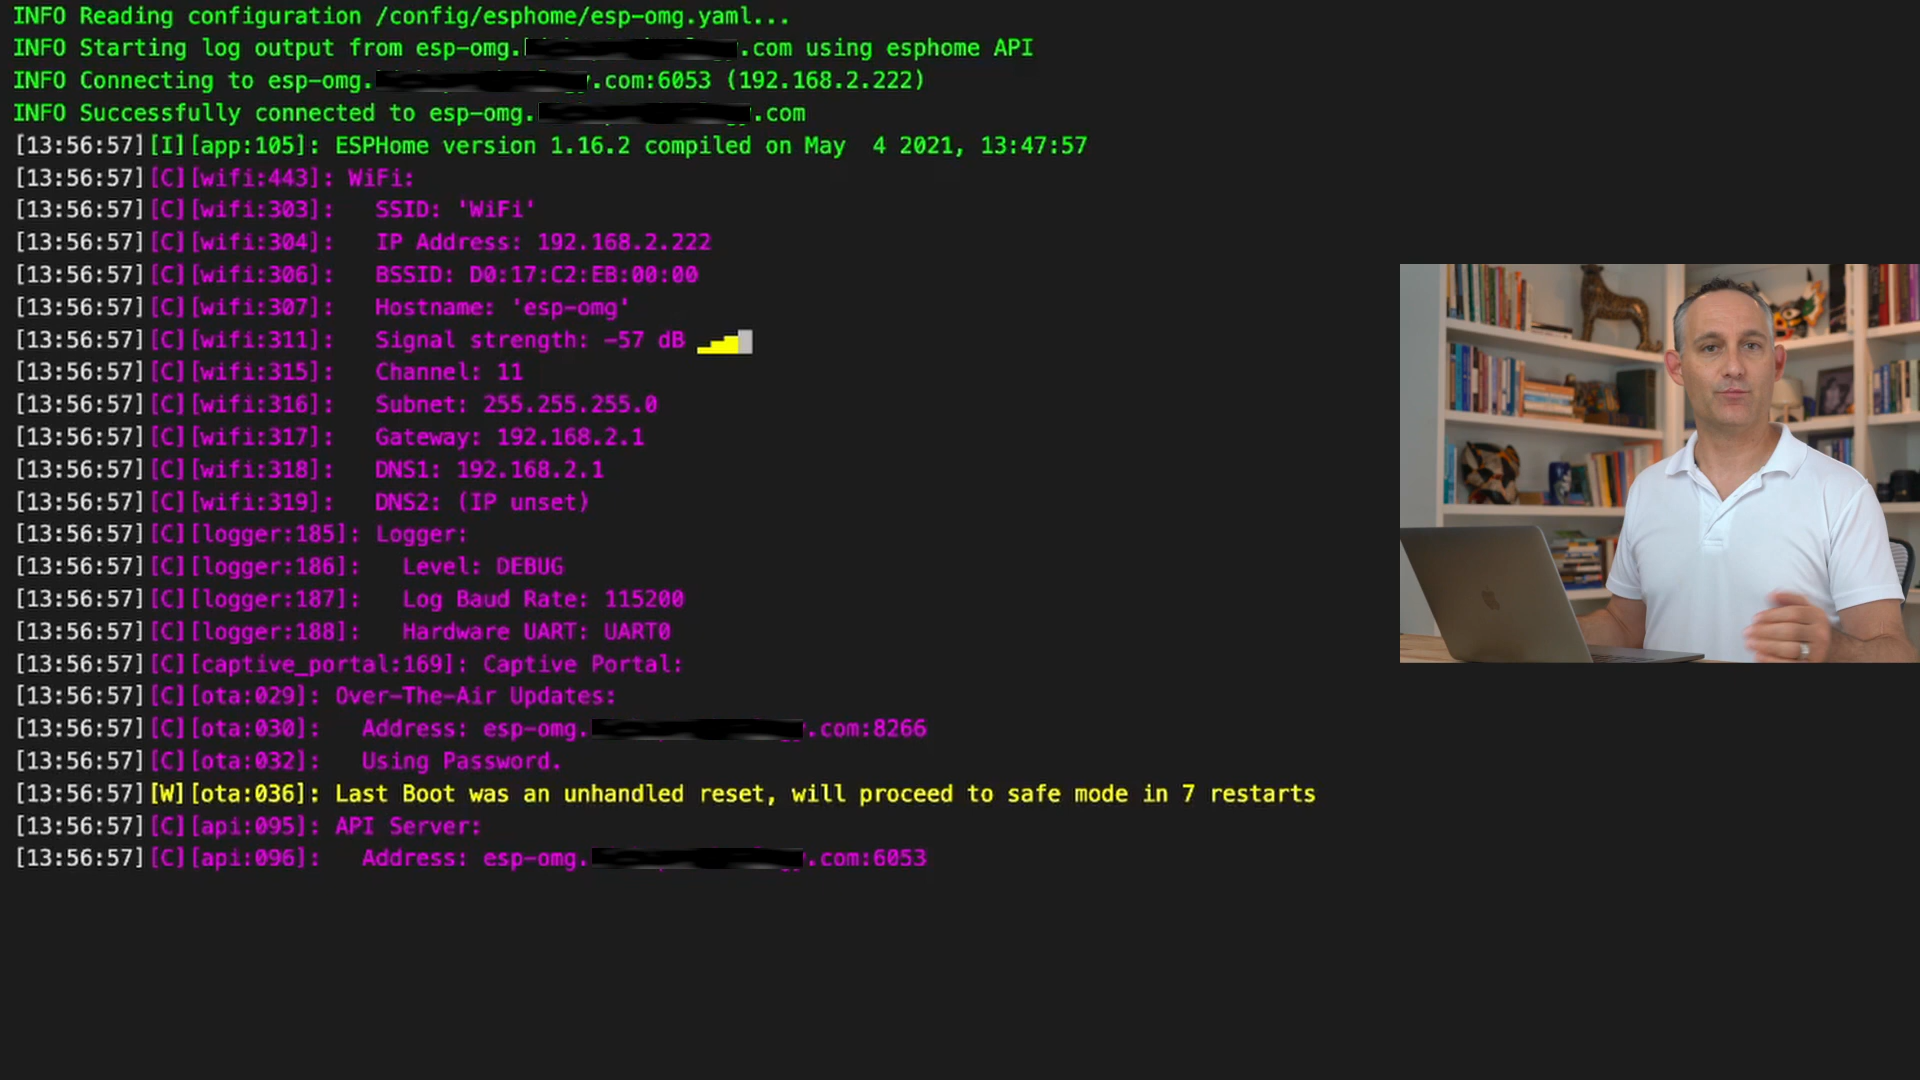 INFO Reading configuration /config/esphome/esp-omg.yaml...
INFO Starting log output from esp-omg. .com using esphome API
INFO Connecting to esp-omg. .com:6053 (192.168.2.222)
INFO Successfully connected to esp-omg. .com
[13:56:57][I][app:105]: ESPHome version 1.16.2 compiled on May  4 2021, 13:47:57
[13:56:57][C][wifi:443]: WiFi:
[13:56:57][C][wifi:303]:   SSID: 'WiFi'
[13:56:57][C][wifi:304]:   IP Address: 192.168.2.222
[13:56:57][C][wifi:306]:   BSSID: D0:17:C2:EB:00:00
[13:56:57][C][wifi:307]:   Hostname: 'esp-omg'
[13:56:57][C][wifi:311]:   Signal strength: -57 dB
[13:56:57][C][wifi:315]:   Channel: 11
[13:56:57][C][wifi:316]:   Subnet: 255.255.255.0
[13:56:57][C][wifi:317]:   Gateway: 192.168.2.1
[13:56:57][C][wifi:318]:   DNS1: 192.168.2.1
[13:56:57][C][wifi:319]:   DNS2: (IP unset)
[13:56:57][C][logger:185]: Logger:
[13:56:57][C][logger:186]:   Level: DEBUG
[13:56:57][C][logger:187]:   Log Baud Rate: 115200
[13:56:57][C][logger:188]:   Hardware UART: UART0
[13:56:57][C][captive_portal:169]: Captive Portal:
[13:56:57][C][ota:029]: Over-The-Air Updates:
[13:56:57][C][ota:030]:   Address: esp-omg. .com:8266
[13:56:57][C][ota:032]:   Using Password.
[13:56:57][W][ota:036]: Last Boot was an unhandled reset, will proceed to safe mode in 7 restarts
[13:56:57][C][api:095]: API Server:
[13:56:57][C][api:096]:   Address: esp-omg. .com:6053